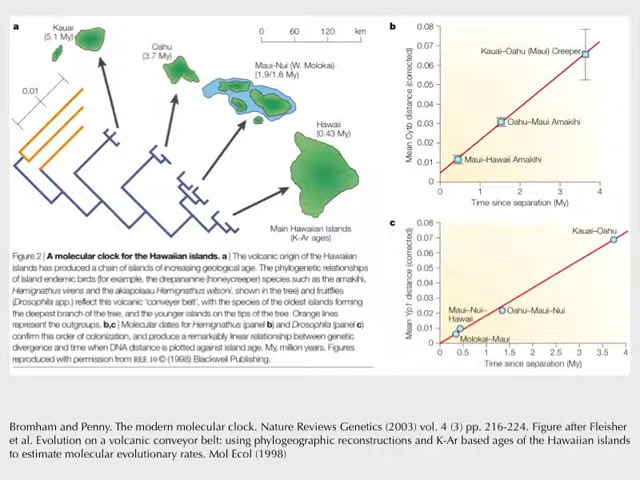 a
Kauai
(5.1 My)
Oahu
(3.7 My)
0 60 120 km
Maui-Nui (W. Molokai)
[1.9/1.6 My)
Hawaii
(0.43 My)
0.01
Main Hawaiian Islands
(K-Ar ages)
Figure 2 | A molecular clock for the Hawaiian islands. a | The volcanic origin of the Hawaiian
islands has produced a chain of islands of increasing geological age. The phylogenetic relationships
of island endemic birds (for example, the drepananine (honeycreeper) species such as the amakihi,
Hemignathus virens and the akiapolaau Hemignathus wilsoni, shown in the tree) and fruitflies
(Drosophila spp.) reflect this volcanic 'conveyer belt', with the species of the oldest islands forming
the deepest branch of the tree, and the younger islands on the tips of the tree. Orange lines
represent the outgroups. b,c | Molecular dates for Hemignathus (panel b) and Drosophila (panel c)
confirm this order of colonization, and produce a remarkably linear relationship between genetic
divergence and time when DNA distance is plotted against island age. My, million years. Figures
reproduced with permission from REF. 10 © (1998) Blackwell Publishing.
b
Mean Cytb distance (corrected)
0.08
0.07
0.06
0.05
0.04
0.03
0.02
0.01
0
Kauai–Oahu (Maui) Creeper
Oahu–Maui Amakihi
Maui–Hawaii Amakihi
0 1 2 3 4
Time since separation (My)
c
Mean Yp1 distance (corrected)
0.08
0.07
0.06
0.05
0.04
0.03
0.02
0.01
0
Kauai–Oahu
Maui–Nui–
Hawaii
Oahu–Maui–Nui
Molokai–Maui
0 0.5 1 1.5 2 2.5 3 3.5 4
Time since separation (My)
Bromham and Penny. The modern molecular clock. Nature Reviews Genetics (2003) vol. 4 (3) pp. 216-224. Figure after Fleisher
et al. Evolution on a volcanic conveyor belt: using phylogeographic reconstructions and K-Ar based ages of the Hawaiian islands
to estimate molecular evolutionary rates. Mol Ecol (1998)